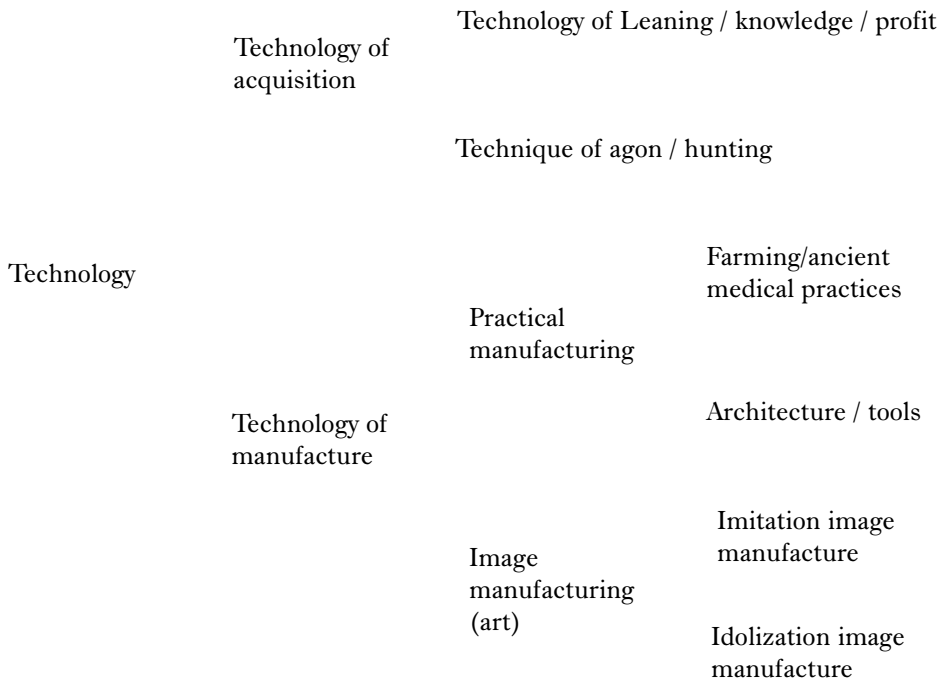 Technology of Leaning / knowledge / profit
Technology of
acquisition
Technique of agon / hunting
Technology
Farming/ancient
medical practices
Practical
manufacturing
Architecture / tools
Technology of
manufacture
Imitation image
manufacture
Image
manufacturing
(art)
Idolization image
manufacture